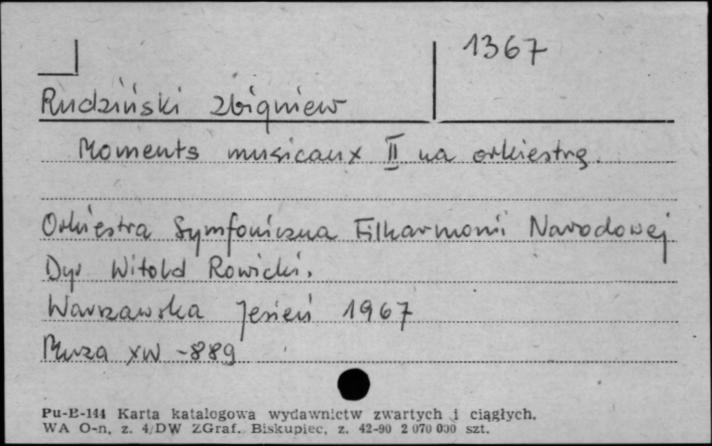 1367
Rudziński Zbigniew
Moments musicaux II na orkiestrę.
Orkiestra Symfoniczna Filharmonii Narodowej
Dyr Witold Rowicki.
Warszawska Jesień 1967
Muza XW -889
Pu-B-144 Karta katalogowa wydawnictw zwartych i ciągłych.
WA O-n, z. 4/DW ZGraf. Biskupiec, z. 42-90 2 070 000 szt.